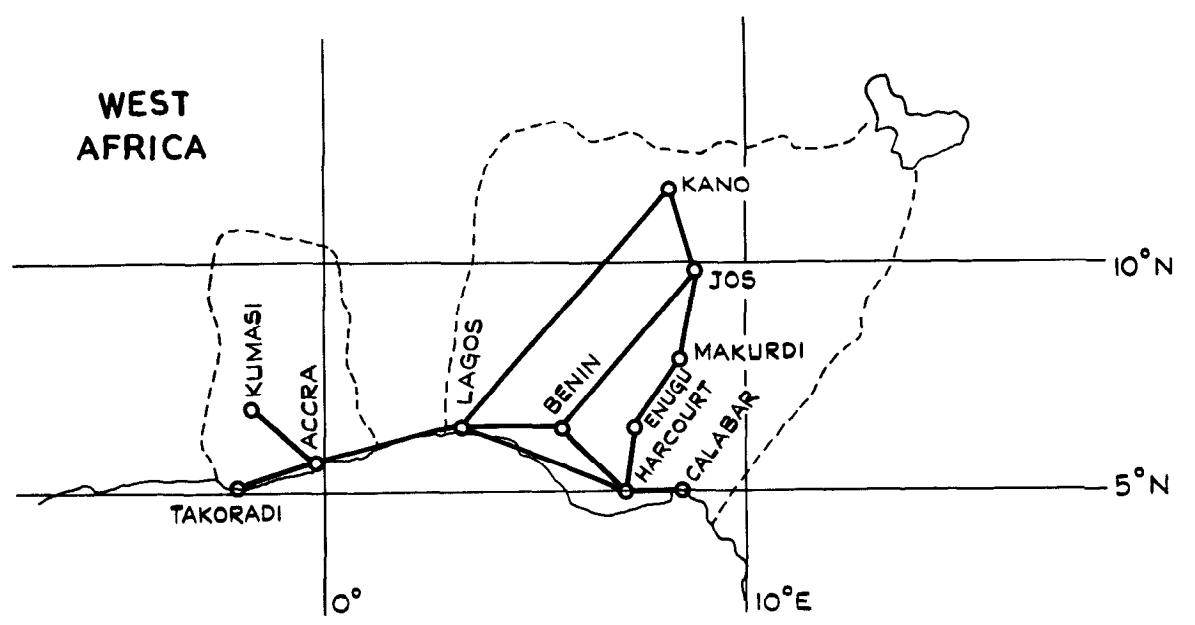 WEST
AFRICA
KANO
10°N
JOS
KUMASI
ACCRA
LAGOS
BENIN
MAKURDI
ENUGU
HARCOURT
CALABAR
5°N
TAKORADI
0°
10°E